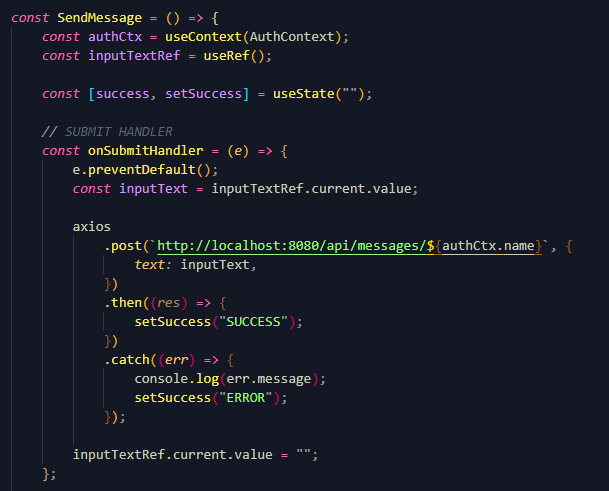 const SendMessage = () => {
    const authCtx = useContext(AuthContext);
    const inputTextRef = useRef();

    const [success, setSuccess] = useState("");

    // SUBMIT HANDLER
    const onSubmitHandler = (e) => {
        e.preventDefault();
        const inputText = inputTextRef.current.value;

        axios
            .post(`http://localhost:8080/api/messages/${authCtx.name}`, {
                text: inputText,
            })
            .then((res) => {
                setSuccess("SUCCESS");
            })
            .catch((err) => {
                console.log(err.message);
                setSuccess("ERROR");
            });

        inputTextRef.current.value = "";
    };